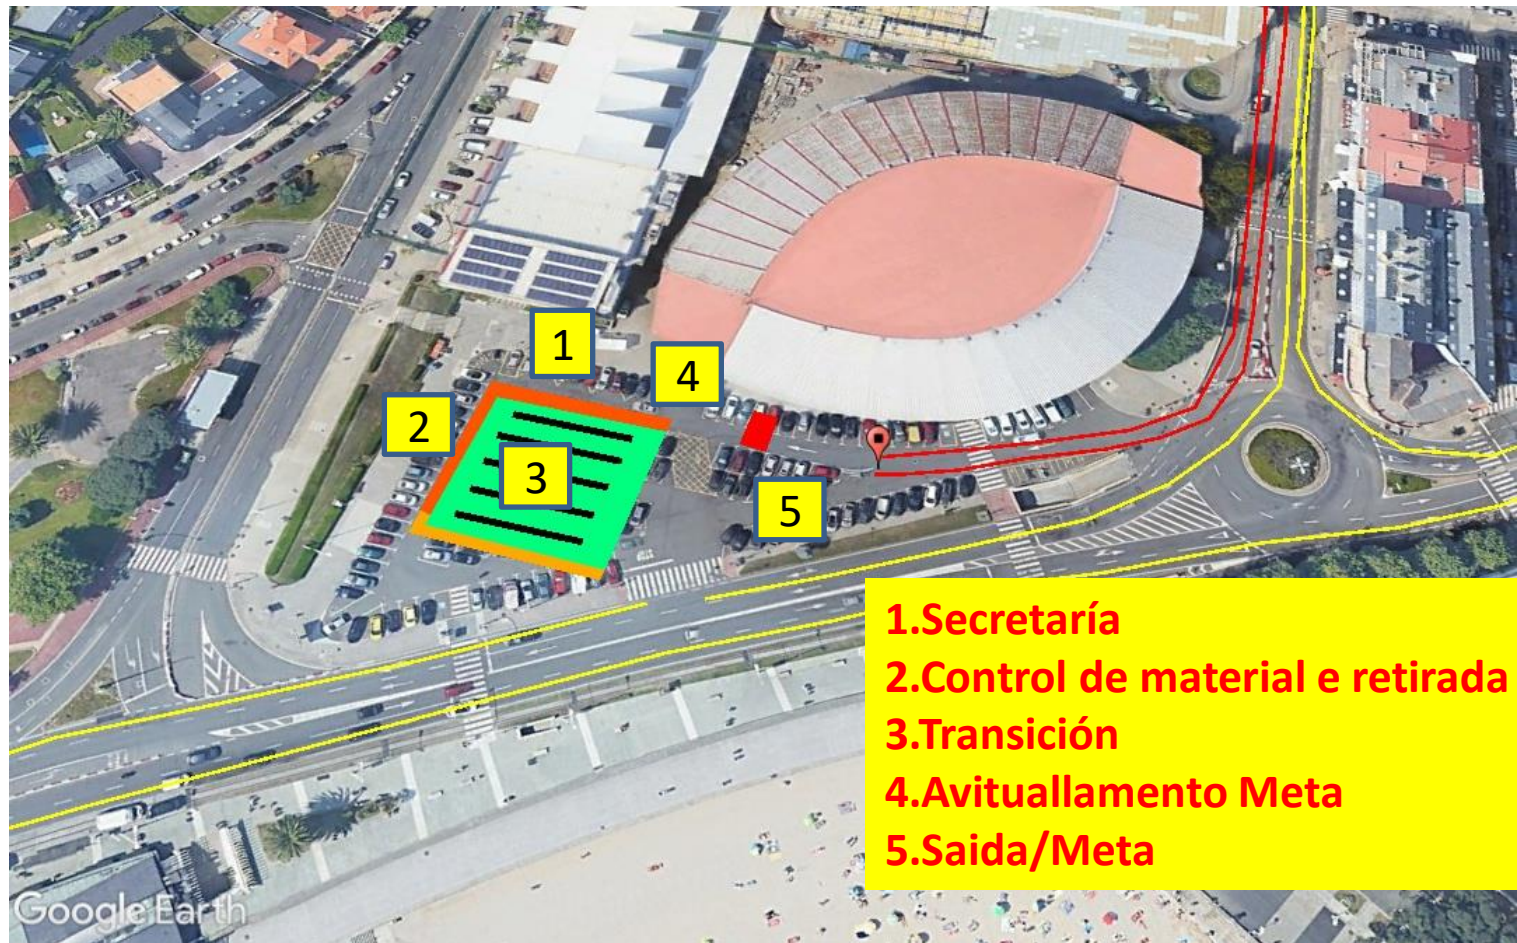 1
4
2
3
5
1.Secretaría
2.Control de material e retirada
3.Transición
4.Avituallamento Meta
5.Saida/Meta
Google Earth